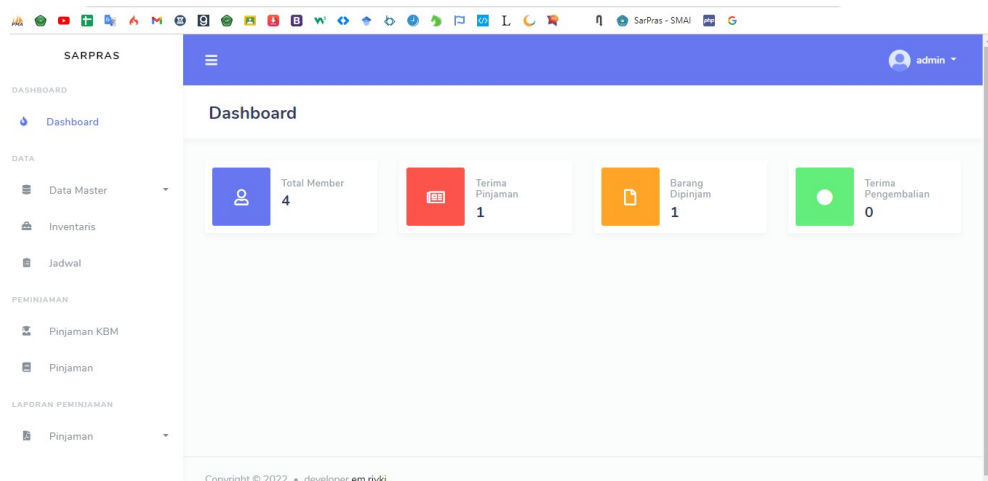 SarPras - SMAI
SARPRAS
admin
DASHBOARD
Dashboard
Dashboard
DATA
Data Master
Inventaris
Jadwal
Total Member
4
Terima
Pinjaman
1
Barang
Dipinjam
1
Terima
Pengembalian
0
PEMINJAMAN
Pinjaman KBM
Pinjaman
LAPORAN PEMINJAMAN
Pinjaman
Copyright © 2022 • developer em.rivki